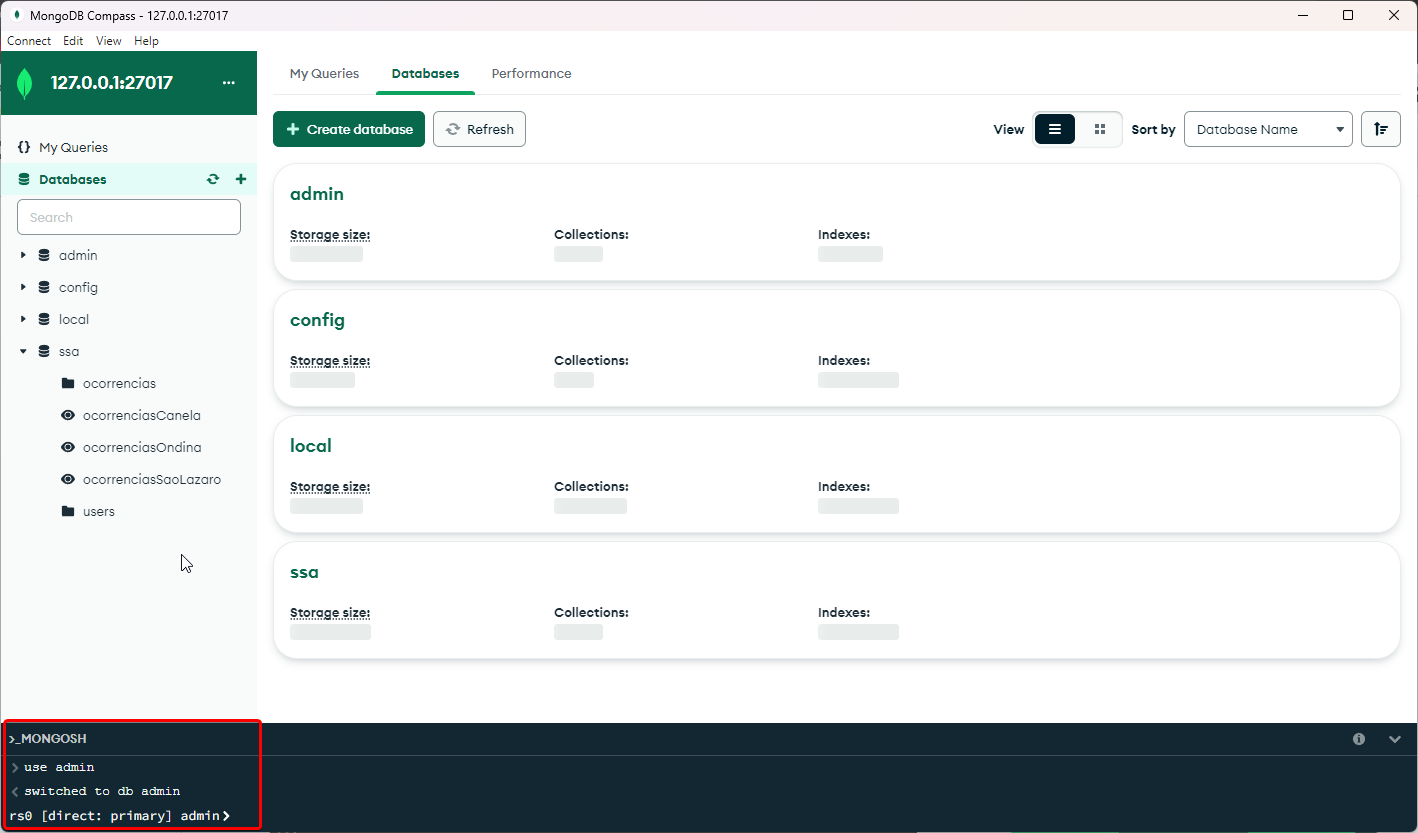 MongoDB Compass - 127.0.0.1:27017
Connect Edit View Help
127.0.0.1:27017
My Queries Databases Performance
Create database Refresh View Sort by Database Name
{} My Queries
Databases
Search
admin
config
local
ssa
ocorrencias
ocorrenciasCanela
ocorrenciasOndina
ocorrenciasSaoLazaro
users
admin
Storage size: Collections: Indexes:
config
Storage size: Collections: Indexes:
local
Storage size: Collections: Indexes:
ssa
Storage size: Collections: Indexes:
>_MONGOSH
> use admin
< switched to db admin
rs0 [direct: primary] admin>